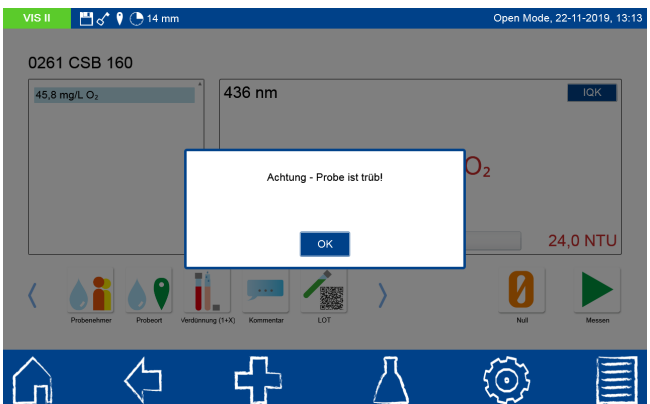 VIS II
14 mm
Open Mode, 22-11-2019, 13:13
0261 CSB 160
45,8 mg/L O₂
436 nm
IQK
O₂
Achtung - Probe ist trüb!
OK
24,0 NTU
Probenehmer
Probeort
Verdünnung (1+X)
Kommentar
LOT
0
Null
Messen